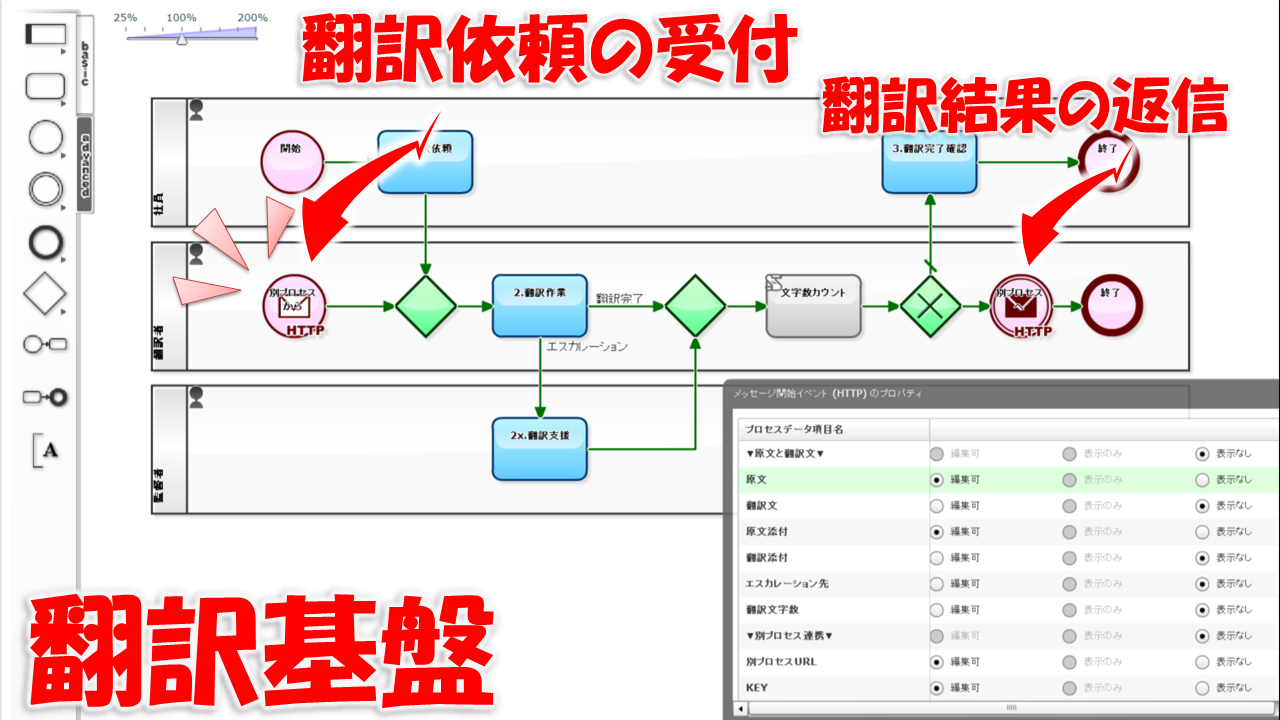 25% 100% 200%
basic
advanced
翻訳依頼の受付
翻訳結果の返信
社員
開始
依頼
3.翻訳完了確認
終了
翻訳者
別プロセス
から
HTTP
2.翻訳作業
翻訳完了
エスカレーション
文字数カウント
別プロセス
HTTP
終了
監督者
2x.翻訳支援
A
翻訳基盤
メッセージ開始イベント (HTTP) のプロパティ
プロセスデータ項目名
▼原文と翻訳文▼ 編集可 表示のみ 表示なし
原文 編集可 表示のみ 表示なし
翻訳文 編集可 表示のみ 表示なし
原文添付 編集可 表示のみ 表示なし
翻訳添付 編集可 表示のみ 表示なし
エスカレーション先 編集可 表示のみ 表示なし
翻訳文字数 編集可 表示のみ 表示なし
▼別プロセス連携▼ 編集可 表示のみ 表示なし
別プロセスURL 編集可 表示のみ 表示なし
KEY 編集可 表示のみ 表示なし